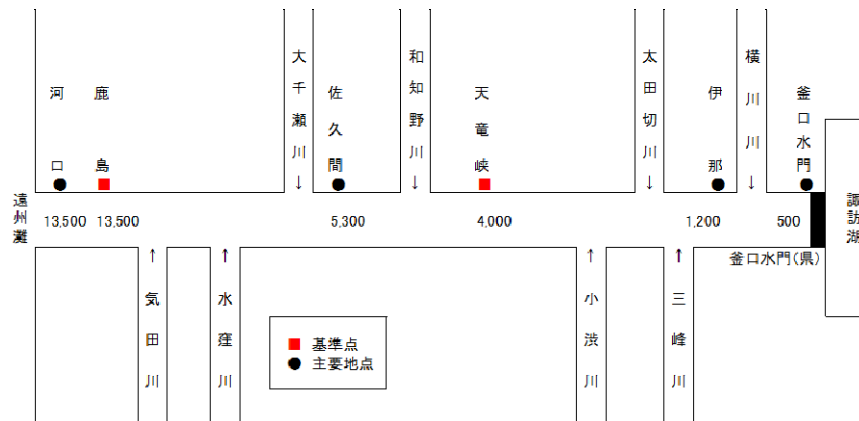 大千瀬川↓
和知野川↓
太田切川↓
横川川↓
河口
鹿島
佐久間
天竜峡
伊那
釜口水門
遠州灘
13,500
13,500
5,300
4,000
1,200
500
諏訪湖
釜口水門(県)
↑気田川
↑水窪川
↑小渋川
↑三峰川
基準点
主要地点